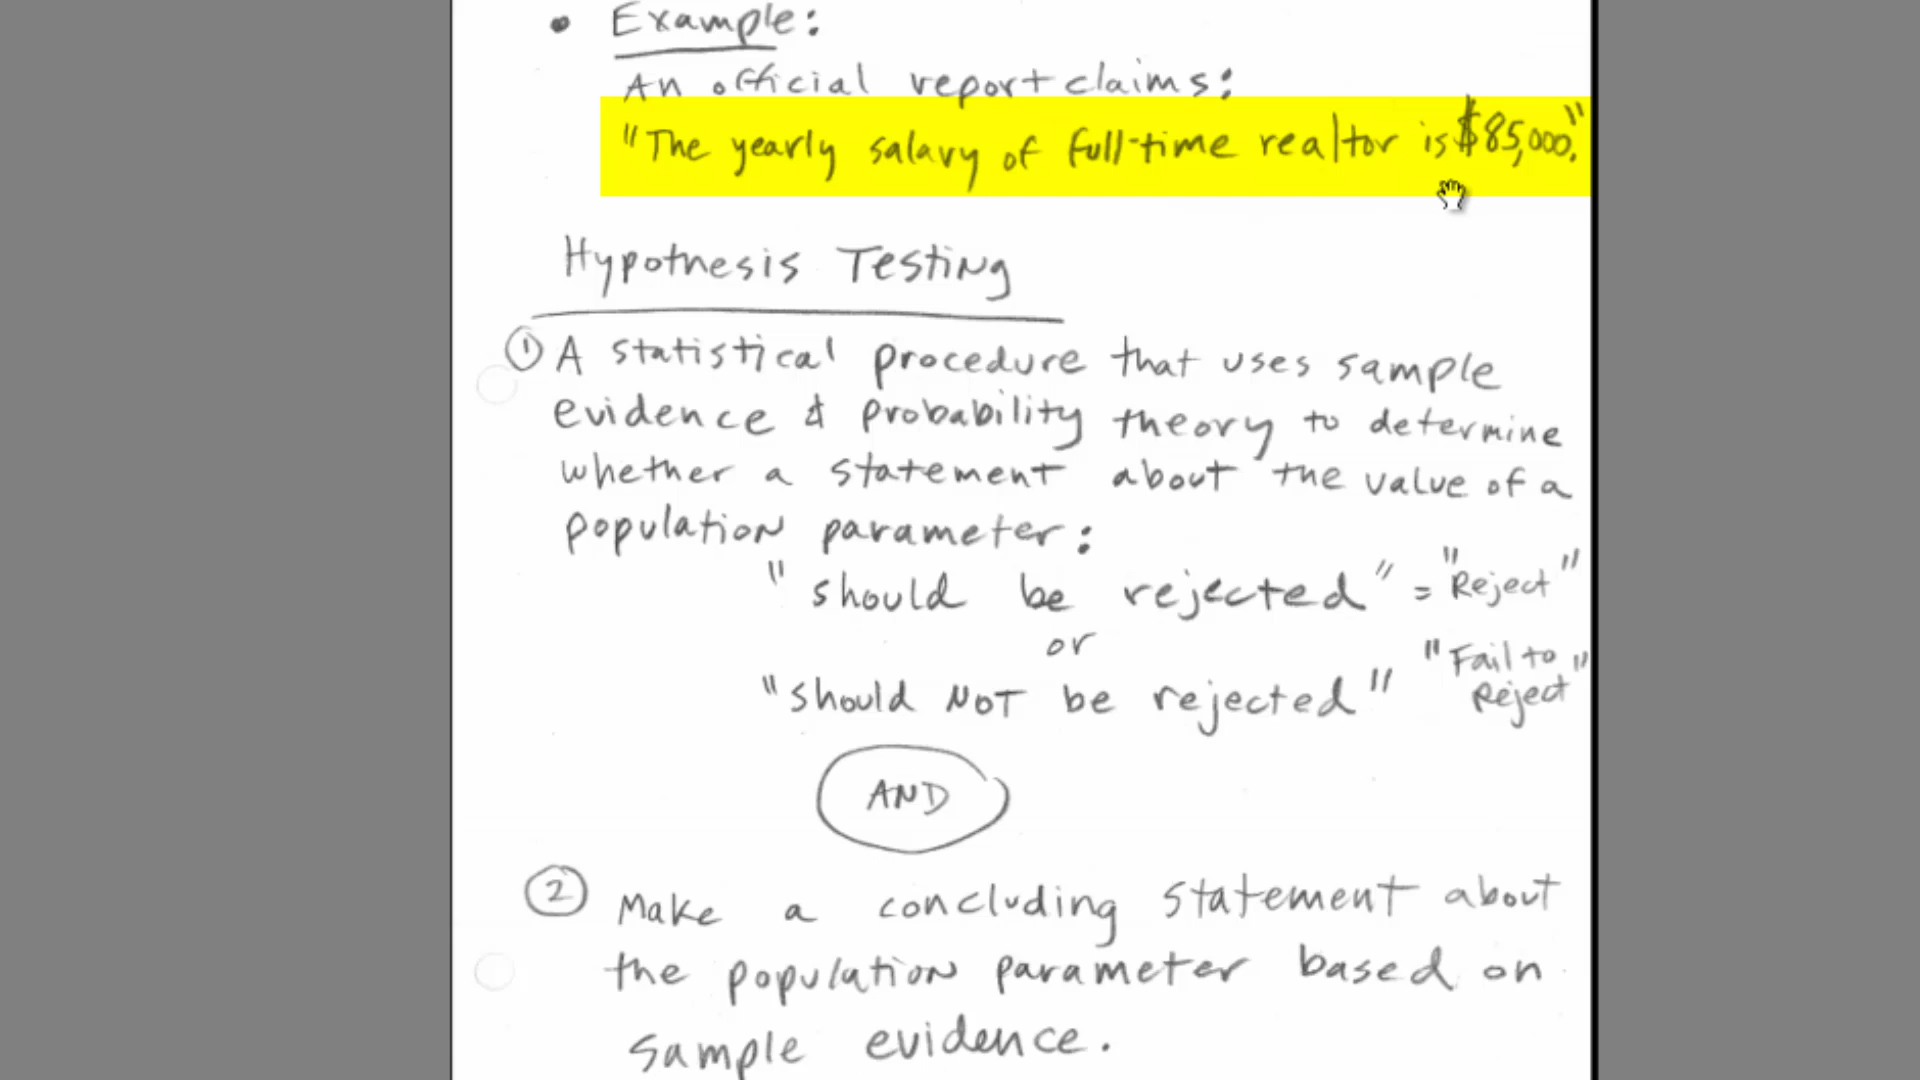 • Example:
An official report claims:
"The yearly salary of full-time realtor is $85,000."
Hypothesis Testing
① A statistical procedure that uses sample
evidence & probability theory to determine
whether a statement about the value of a
population parameter:
"should be rejected" = "Reject"
or
"should NOT be rejected" "Fail to Reject"
AND
② Make a concluding statement about
the population parameter based on
sample evidence.